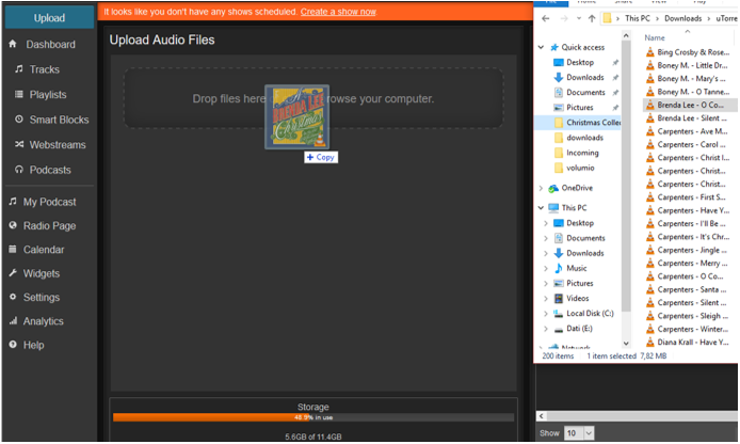 Upload
It looks like you don't have any shows scheduled. Create a show now.
Dashboard
Tracks
Playlists
Smart Blocks
Webstreams
Podcasts
My Podcast
Radio Page
Calendar
Widgets
Settings
Analytics
Help
Upload Audio Files
Drop files here
rowse your computer.
BRENDA LEE
Christmas
Copy
Storage
48.9% in use
5.6GB of 11.4GB
This PC > Downloads > uTorre
Name
Quick access
Desktop
Downloads
Documents
Pictures
Christmas Collec
downloads
Incoming
volumio
OneDrive
This PC
Desktop
Documents
Downloads
Music
Pictures
Videos
Local Disk (C:)
Dati (E:)
Bing Crosby & Rose...
Boney M. - Little Dr...
Boney M. - Mary's ...
Boney M. - O Tanne...
Brenda Lee - O Co...
Brenda Lee - Silent ...
Carpenters - Ave M...
Carpenters - Carol ...
Carpenters - Christ I...
Carpenters - Christ...
Carpenters - Christ...
Carpenters - First S...
Carpenters - Have Y...
Carpenters - I'll Be ...
Carpenters - It's Chr...
Carpenters - Jingle ...
Carpenters - Merry ...
Carpenters - O Co...
Carpenters - Santa ...
Carpenters - Silent ...
Carpenters - Sleigh ...
Carpenters - Winter...
Diana Krall - Have Y...
200 items 1 item selected 7,82 MB
Show 10